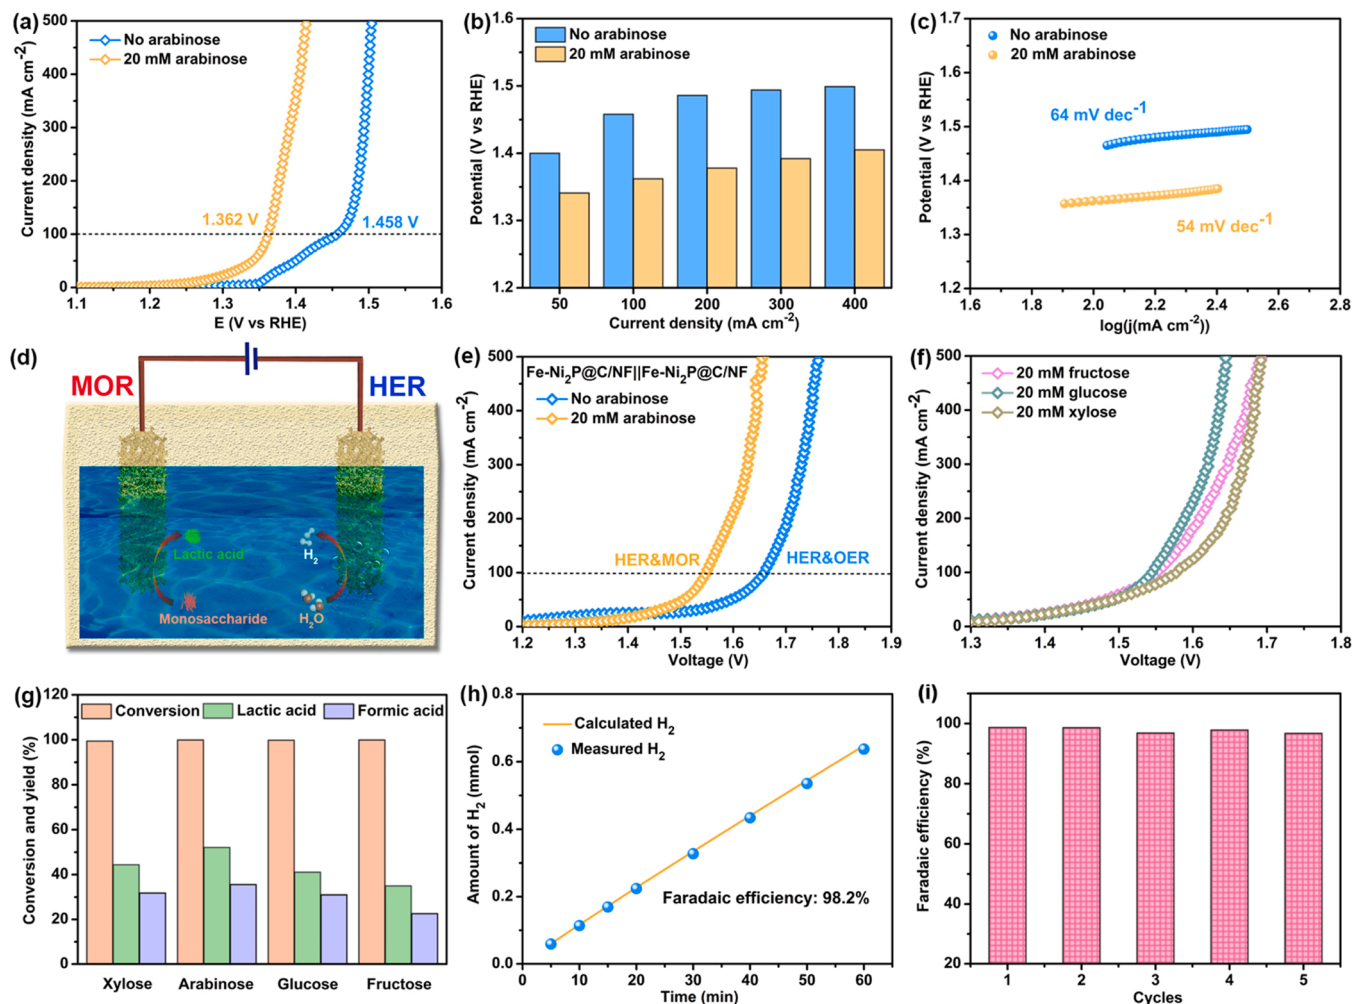 (a)
500
400
300
200
100
0
Current density (mA cm⁻²)
No arabinose
20 mM arabinose
1.362 V
1.458 V
1.1 1.2 1.3 1.4 1.5 1.6
E (V vs RHE)
(b)
1.6
1.5
1.4
1.3
1.2
Potential (V vs RHE)
No arabinose
20 mM arabinose
50 100 200 300 400
Current density (mA cm⁻²)
(c)
1.7
1.6
1.5
1.4
1.3
1.2
Potential (V vs RHE)
No arabinose
20 mM arabinose
64 mV dec⁻¹
54 mV dec⁻¹
1.6 2.0 2.2 2.4 2.6 2.8
log(j(mA cm⁻²))
(d)
MOR
HER
Lactic acid
H₂
Monosaccharide
H₂O
(e)
500
400
300
200
100
0
Current density (mA cm⁻²)
Fe-Ni₂P@C/NF||Fe-Ni₂P@C/NF
No arabinose
20 mM arabinose
HER&MOR
HER&OER
1.2 1.3 1.4 1.5 1.6 1.7 1.8 1.9
Voltage (V)
(f)
500
400
300
200
100
0
Current density (mA cm⁻²)
20 mM fructose
20 mM glucose
20 mM xylose
1.3 1.4 1.5 1.6 1.7 1.8
Voltage (V)
(g)
120
100
80
60
40
20
0
Conversion and yield (%)
Conversion Lactic acid Formic acid
Xylose Arabinose Glucose Fructose
(h)
0.8
0.6
0.4
0.2
0.0
Amount of H₂ (mmol)
Calculated H₂
Measured H₂
Faradaic efficiency: 98.2%
0 10 20 30 40 50 60
Time (min)
(i)
100
80
60
40
20
Faradaic efficiency (%)
1 2 3 4 5
Cycles